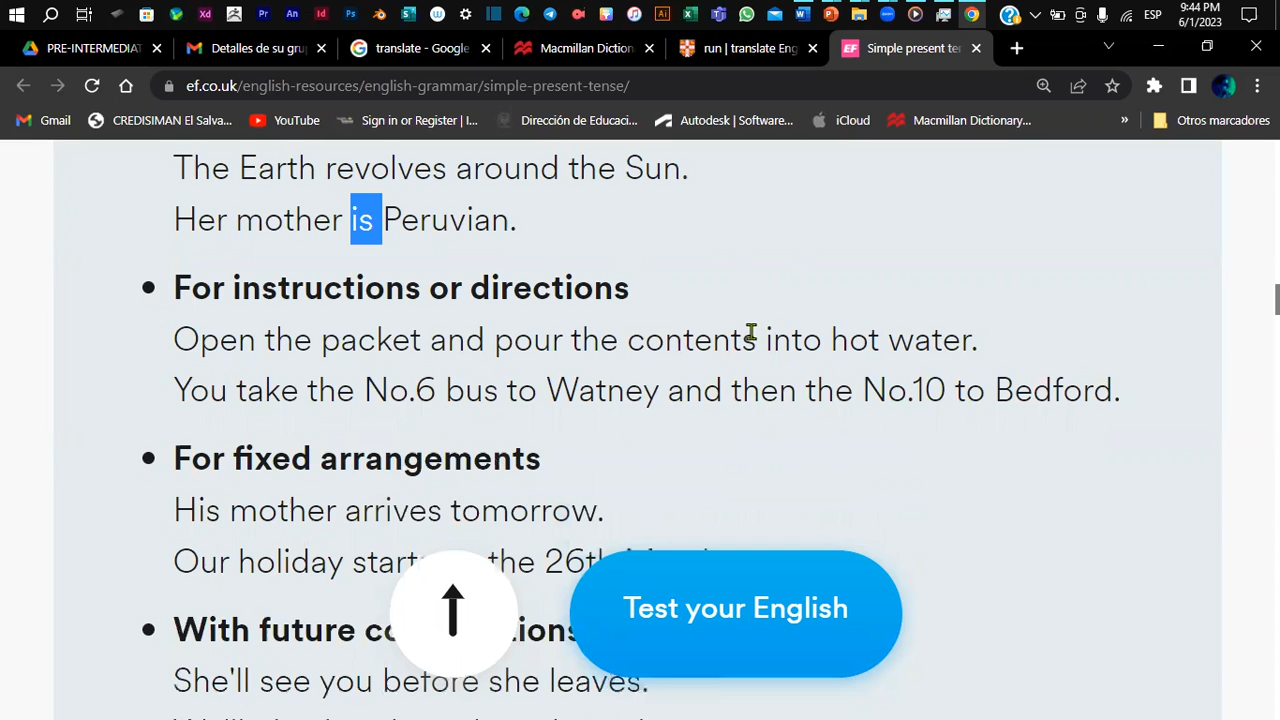 9:44 PM
ESP
6/1/2023
PRE-INTERMEDIAT
Detalles de su gru
translate - Google
Macmillan Diction
run | translate Eng
EF
Simple present te
ef.co.uk/english-resources/english-grammar/simple-present-tense/
Gmail
CREDISIMAN El Salva...
YouTube
Sign in or Register | I...
Dirección de Educaci...
Autodesk | Software...
iCloud
Macmillan Dictionary...
»
Otros marcadores
The Earth revolves around the Sun.
Her mother is Peruvian.
• For instructions or directions
Open the packet and pour the contents into hot water.
You take the No.6 bus to Watney and then the No.10 to Bedford.
• For fixed arrangements
His mother arrives tomorrow.
Our holiday starts the 26th
Test your English
• With future
She'll see you before she leaves.